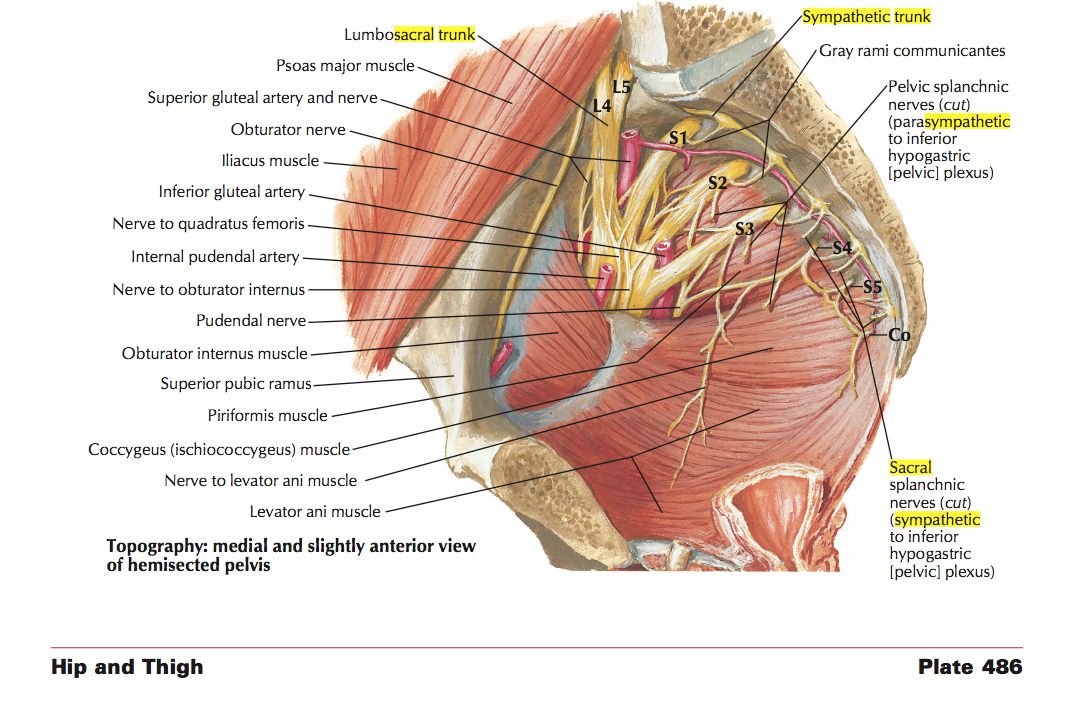 Lumbosacral trunk
Psoas major muscle
Superior gluteal artery and nerve
Obturator nerve
Iliacus muscle
Inferior gluteal artery
Nerve to quadratus femoris
Internal pudendal artery
Nerve to obturator internus
Pudendal nerve
Obturator internus muscle
Superior pubic ramus
Piriformis muscle
Coccygeus (ischiococcygeus) muscle
Nerve to levator ani muscle
Levator ani muscle
Topography: medial and slightly anterior view
of hemisected pelvis
L5
L4
S1
S2
S3
S4
S5
Co
Sympathetic trunk
Gray rami communicantes
Pelvic splanchnic
nerves (cut)
(parasympathetic
to inferior
hypogastric
[pelvic] plexus)
Sacral
splanchnic
nerves (cut)
(sympathetic
to inferior
hypogastric
[pelvic] plexus)
Hip and Thigh
Plate 486